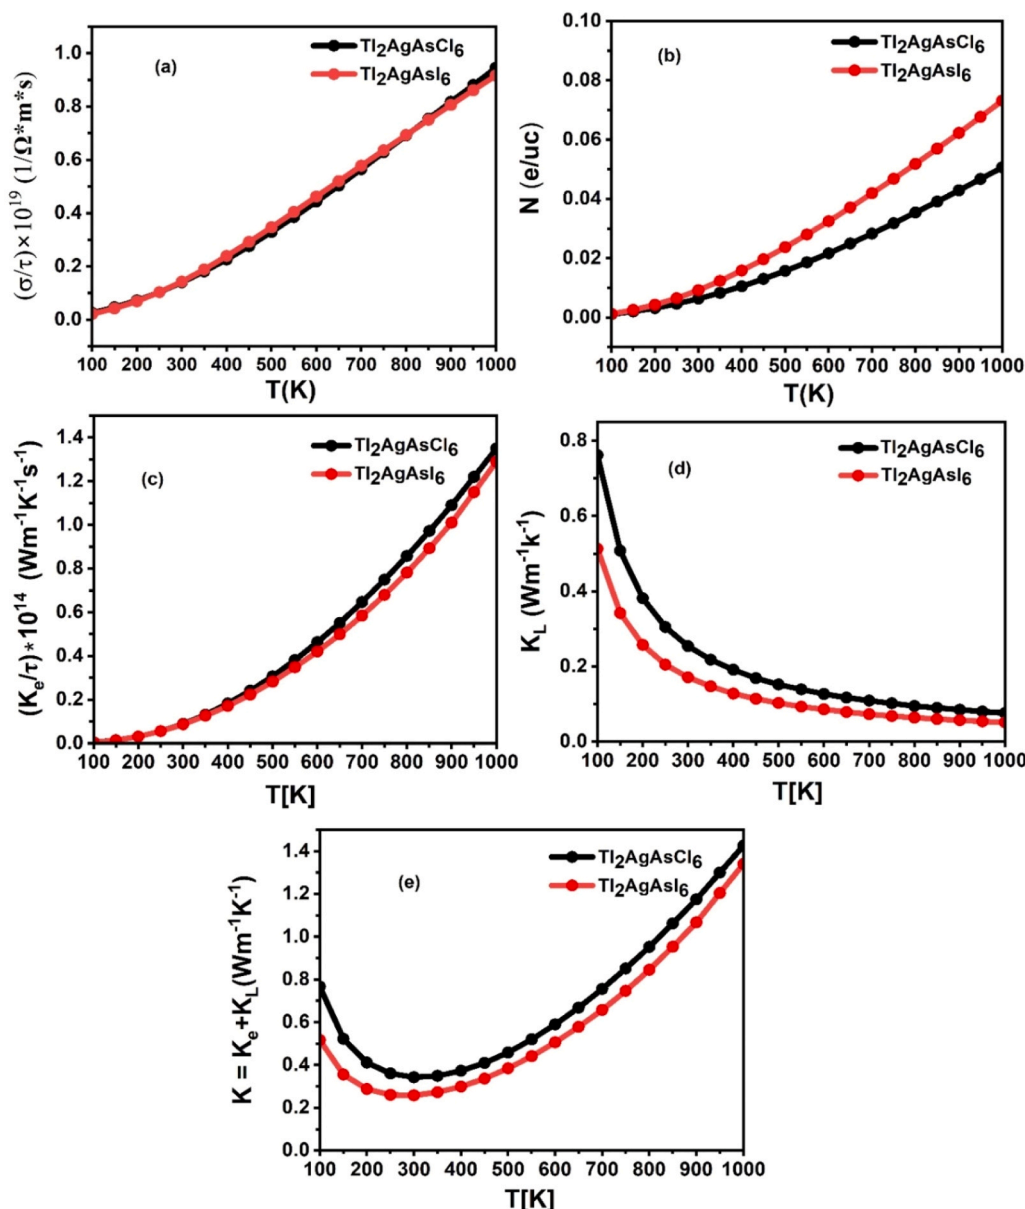 (a)
Tl2AgAsCl6
Tl2AgAsI6
(σ/τ)×10^19 (1/Ω*m*s)
1.0
0.8
0.6
0.4
0.2
0.0
100 200 300 400 500 600 700 800 900 1000
T(K)
(b)
Tl2AgAsCl6
Tl2AgAsI6
N (e/uc)
0.10
0.08
0.06
0.04
0.02
0.00
100 200 300 400 500 600 700 800 900 1000
T(K)
(c)
Tl2AgAsCl6
Tl2AgAsI6
(Ke/τ)*10^14 (Wm-1K-1s-1)
1.4
1.2
1.0
0.8
0.6
0.4
0.2
0.0
100 200 300 400 500 600 700 800 900 1000
T[K]
(d)
Tl2AgAsCl6
Tl2AgAsI6
KL (Wm-1k-1)
0.8
0.6
0.4
0.2
0.0
100 200 300 400 500 600 700 800 900 1000
T[K]
(e)
Tl2AgAsCl6
Tl2AgAsI6
K = Ke+KL(Wm-1K-1)
1.4
1.2
1.0
0.8
0.6
0.4
0.2
0.0
100 200 300 400 500 600 700 800 900 1000
T[K]